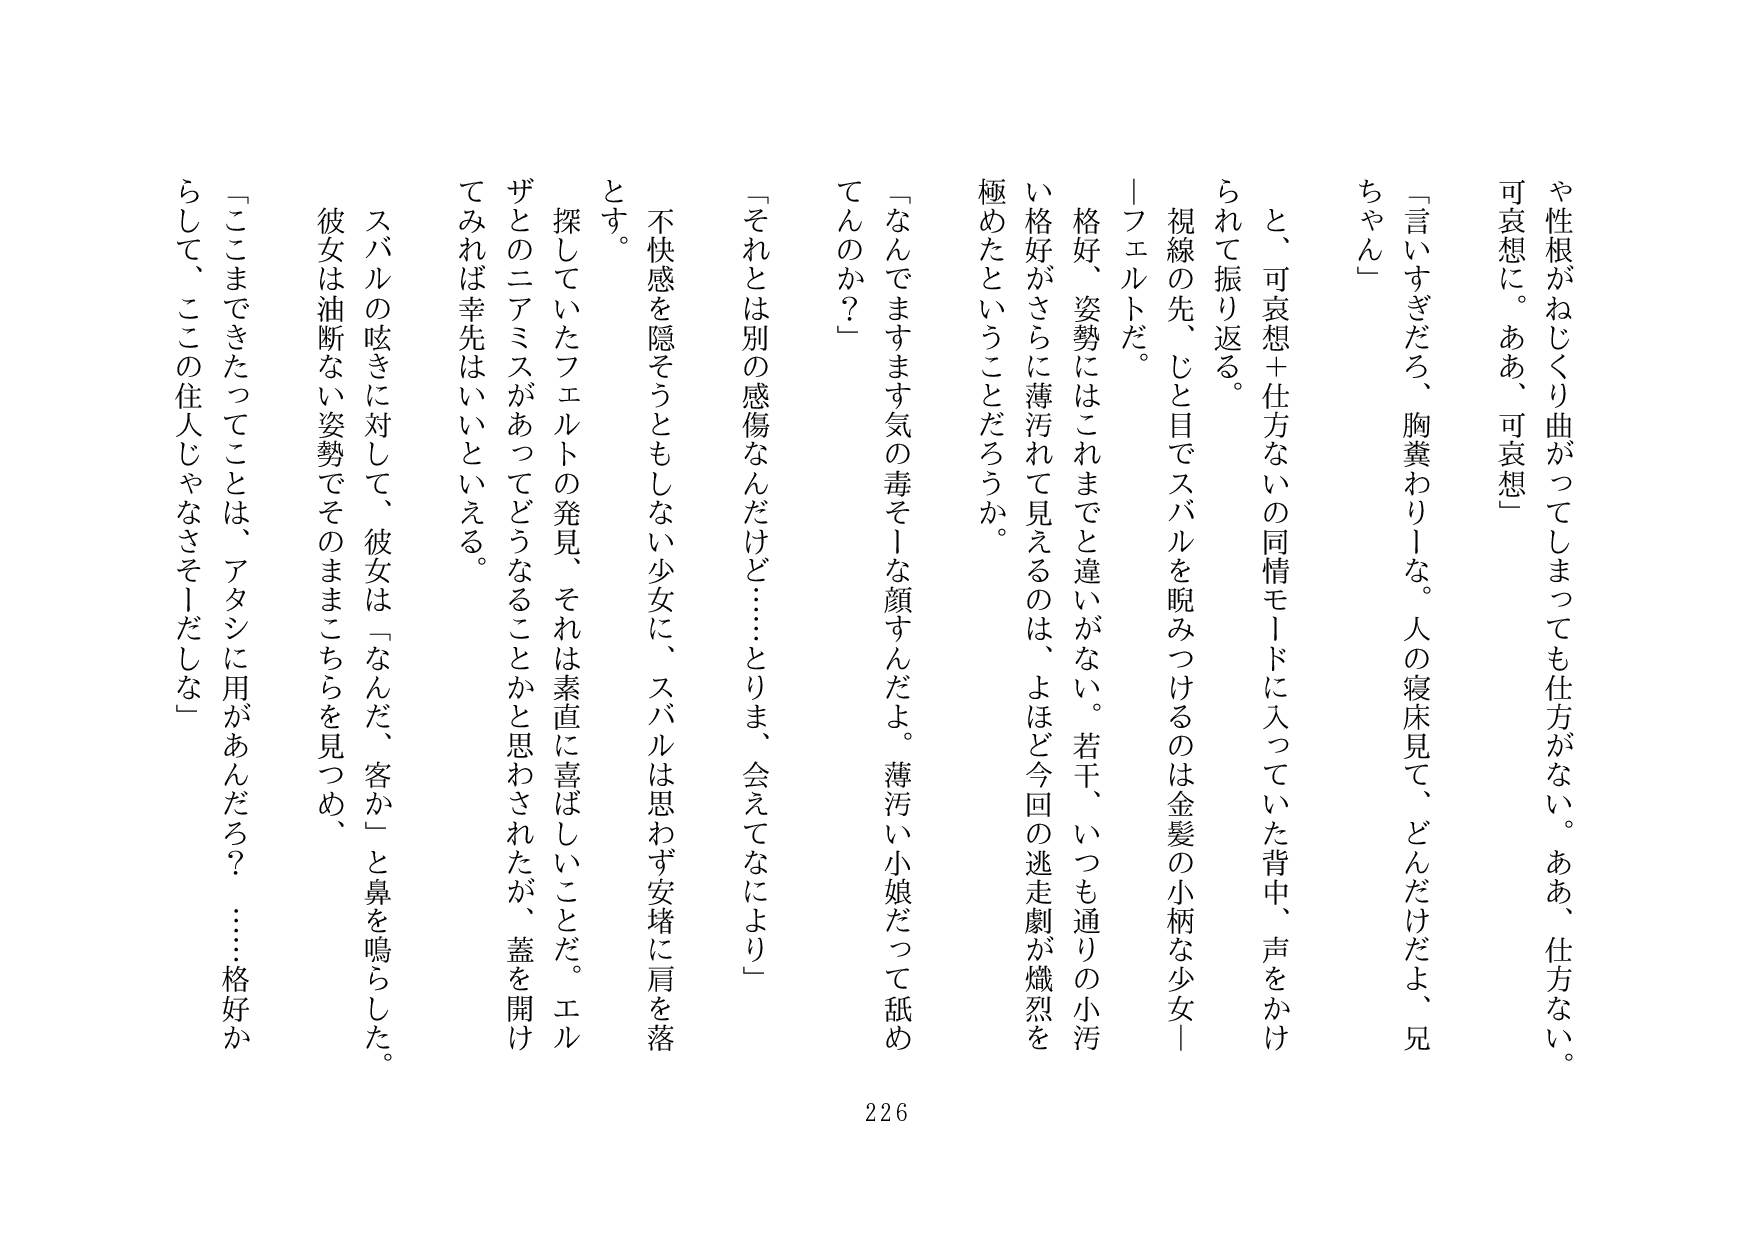 や性根がねじくり曲がってしまっても仕方がない。ああ、仕方ない。
可哀想に。ああ、可哀想」
「言いすぎだろ、胸糞わりーな。人の寝床見て、どんだけだよ、兄
ちゃん」
と、可哀想＋仕方ないの同情モードに入っていた背中、声をかけ
られて振り返る。
視線の先、じと目でスバルを睨みつけるのは金髪の小柄な少女―
―フェルトだ。
格好、姿勢にはこれまでと違いがない。若干、いつも通りの小汚
い格好がさらに薄汚れて見えるのは、よほど今回の逃走劇が熾烈を
極めたということだろうか。
「なんでますます気の毒そーな顔すんだよ。薄汚い小娘だって舐め
てんのか？」
「それとは別の感傷なんだけど……とりま、会えてなにより」
不快感を隠そうともしない少女に、スバルは思わず安堵に肩を落
とす。
探していたフェルトの発見、それは素直に喜ばしいことだ。エル
ザとのニアミスがあってどうなることかと思わされたが、蓋を開け
てみれば幸先はいいといえる。
スバルの呟きに対して、彼女は「なんだ、客か」と鼻を鳴らした。
彼女は油断ない姿勢でそのままこちらを見つめ、
「ここまできたってことは、アタシに用があんだろ？　……格好か
らして、ここの住人じゃなさそーだしな」
226